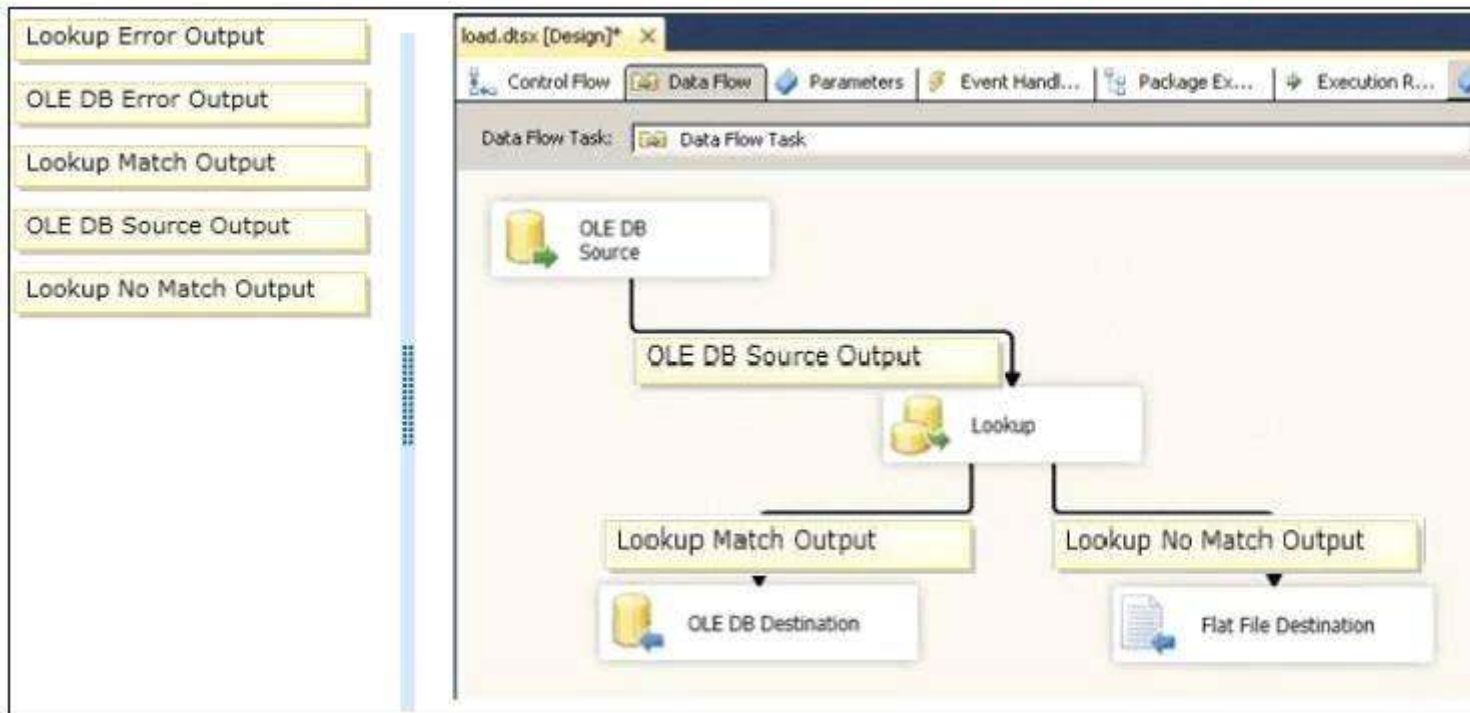 Lookup Error Output
OLE DB Error Output
Lookup Match Output
OLE DB Source Output
Lookup No Match Output
load.dtsx [Design]*
Control Flow
Data Flow
Parameters
Event Handl...
Package Ex...
Execution R...
Data Flow Task:
Data Flow Task
OLE DB
Source
OLE DB Source Output
Lookup
Lookup Match Output
Lookup No Match Output
OLE DB Destination
Flat File Destination